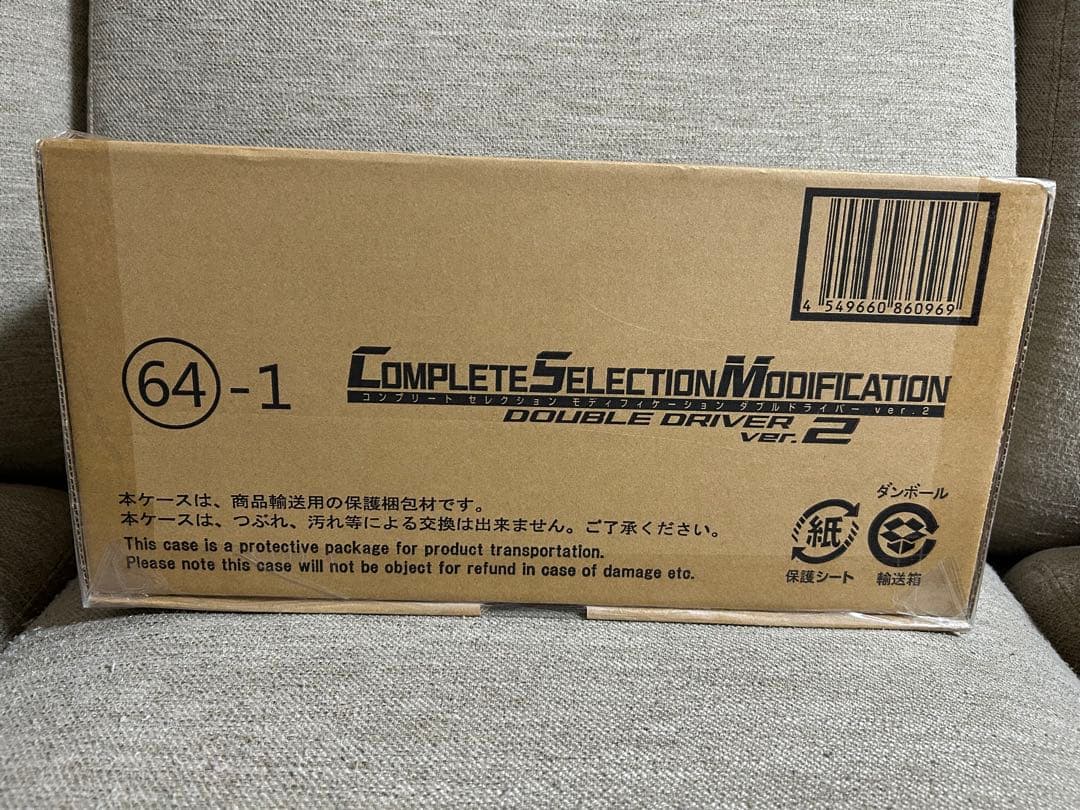 4 549660 860969
64-1
COMPLETE SELECTION MODIFICATION
コンプリート セレクション モディフィケーション ダブルドライバー ver.2
DOUBLE DRIVER
ver.2
本ケースは、商品輸送用の保護梱包材です。
本ケースは、つぶれ、汚れ等による交換は出来ません。ご了承ください。
This case is a protective package for product transportation.
Please note this case will not be object for refund in case of damage etc.
ダンボール
紙
保護シート
輸送箱